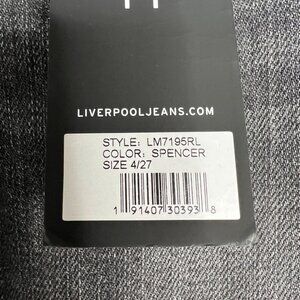 LIVERPOOLJEANS.COM
STYLE: LM7195RL
COLOR: SPENCER
SIZE 4/27
1 91407 30393 8